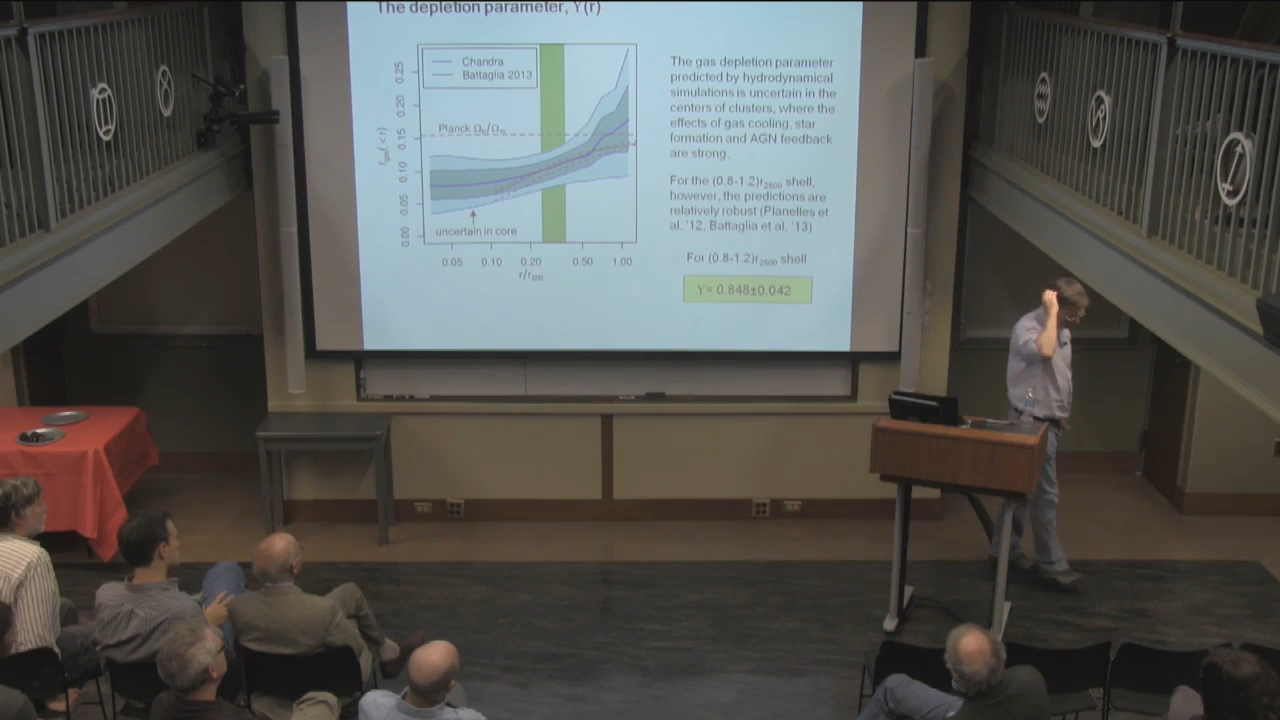 The depletion parameter, Y(r)
Chandra
Battaglia 2013
Planck Ωb/Ωm
uncertain in core
0.00 0.05 0.10 0.15 0.20 0.25
0.05 0.10 0.20 0.50 1.00
r/r200
The gas depletion parameter
predicted by hydrodynamical
simulations is uncertain in the
centers of clusters, where the
effects of gas cooling, star
formation and AGN feedback
are strong.
For the (0.8-1.2)r2500 shell,
however, the predictions are
relatively robust (Planelles et
al. '12, Battaglia et al. '13)
For (0.8-1.2)r2500 shell
Y= 0.848±0.042